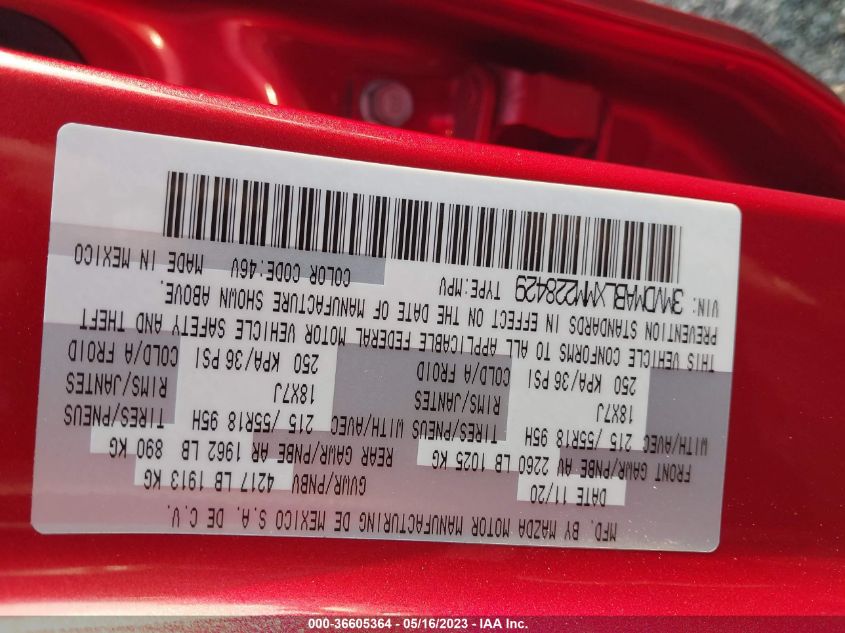 MFD. BY MAZDA MOTOR MANUFACTURING DE MEXICO S.A. DE C.V.
DATE 11/20 GVWR/PNBV 4217 LB 1913 KG
FRONT GAWR/PNBE AV 2260 LB 1025 KG REAR GAWR/PNBE AR 1962 LB 890 KG
WITH/AVEC 215 /55R18 95H TIRES/PNEUS WITH/AVEC 215 /55R18 95H TIRES/PNEUS
18X7J RIMS/JANTES 18X7J RIMS/JANTES
250 KPA/36 PSI COLD/A FROID 250 KPA/36 PSI COLD/A FROID
THIS VEHICLE CONFORMS TO ALL APPLICABLE FEDERAL MOTOR VEHICLE SAFETY AND THEFT
PREVENTION STANDARDS IN EFFECT ON THE DATE OF MANUFACTURE SHOWN ABOVE.
VIN: 3MVDMABLXMM228429 TYPE:MPV COLOR CODE:46V MADE IN MEXICO
000-36605364 - 05/16/2023 - IAA Inc.